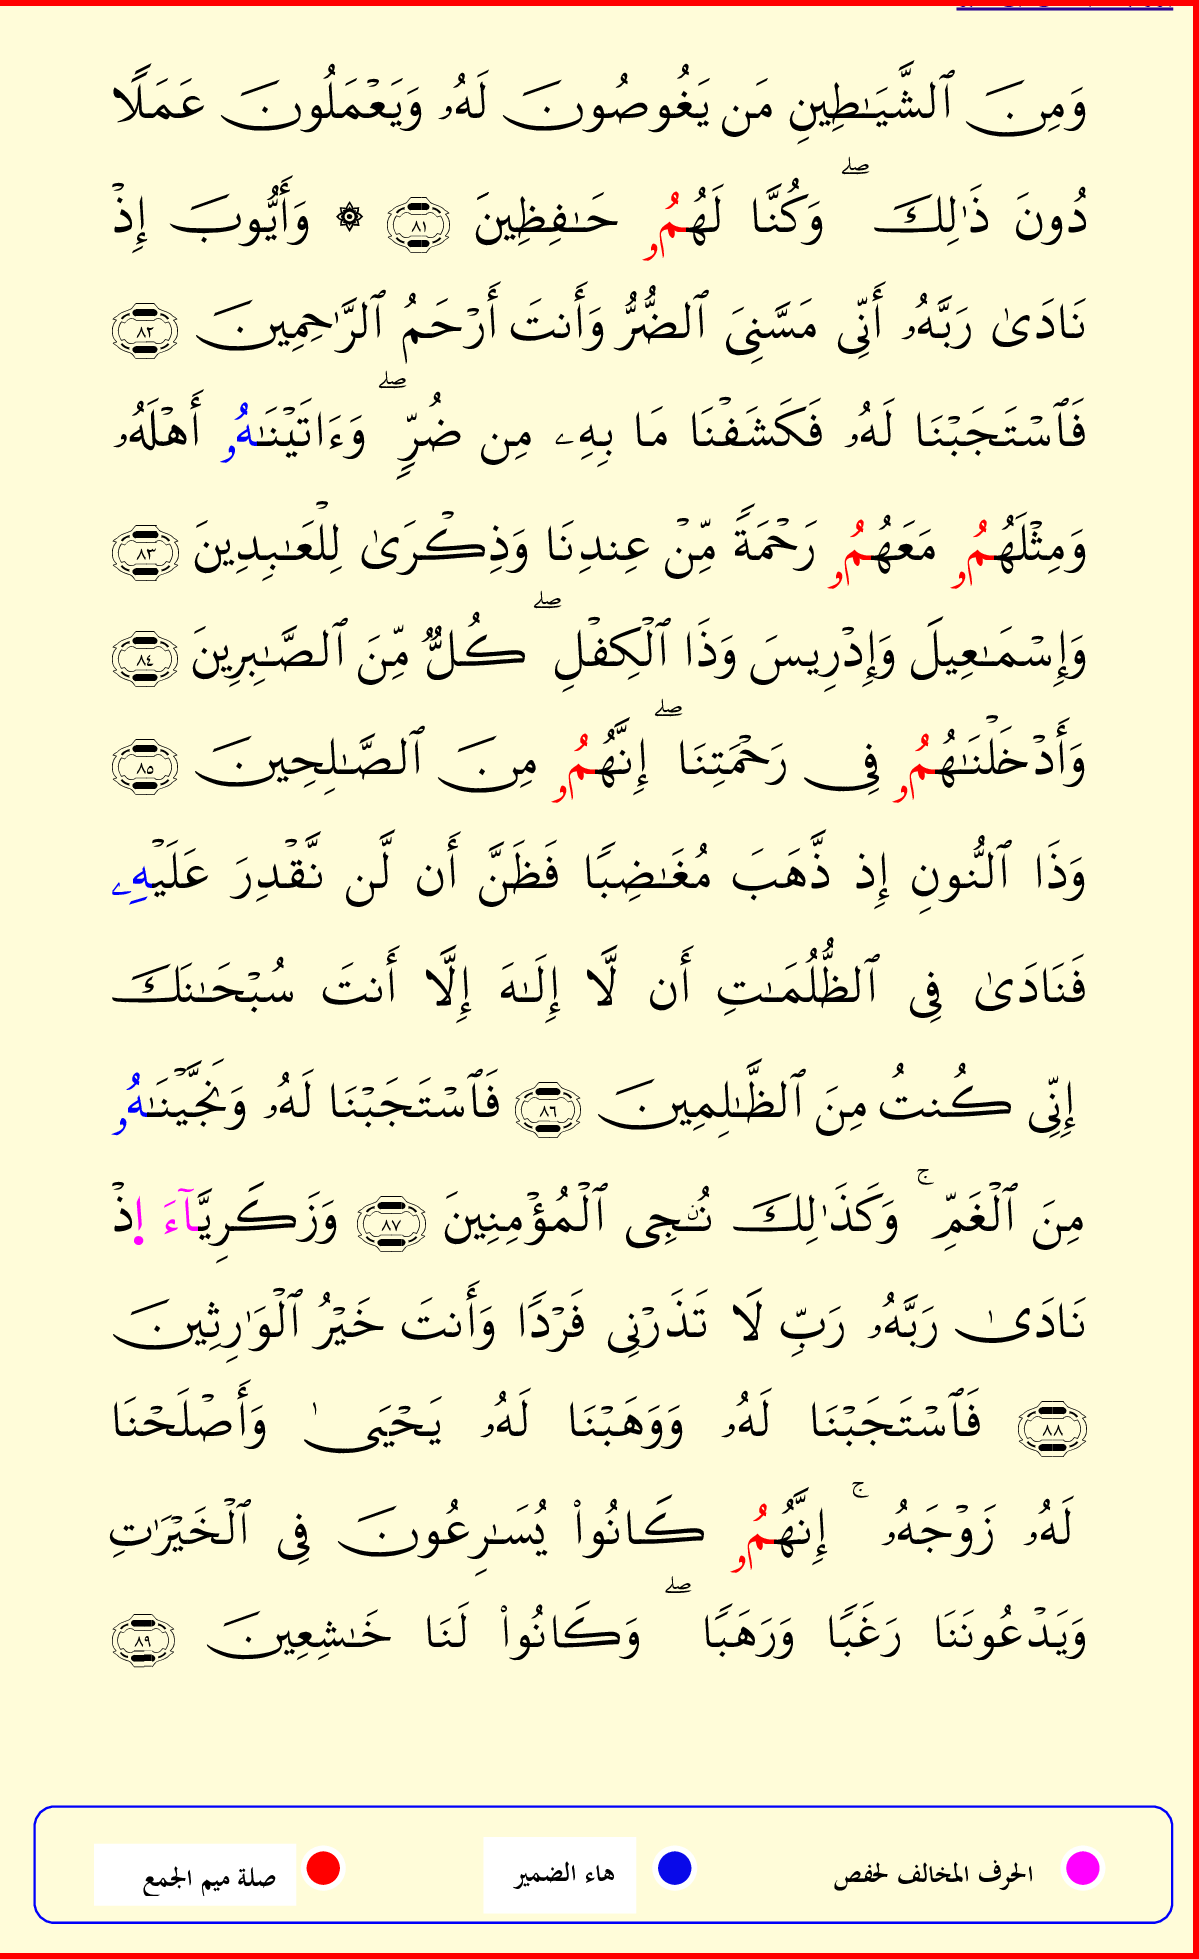 وَمِنَ ٱلشَّيَـٰطِينِ مَن يَغُوصُونَ لَهُۥ وَيَعْمَلُونَ عَمَلًا
دُونَ ذَٰلِكَ ۖ وَكُنَّا لَهُمُۥ حَـٰفِظِينَ ٨١ ۞ وَأَيُّوبَ إِذْ
نَادَىٰ رَبَّهُۥ أَنِّى مَسَّنِىَ ٱلضُّرُّ وَأَنتَ أَرْحَمُ ٱلرَّٰحِمِينَ ٨٢
فَٱسْتَجَبْنَا لَهُۥ فَكَشَفْنَا مَا بِهِۦ مِن ضُرٍّ ۖ وَءَاتَيْنَـٰهُۥ أَهْلَهُۥ
وَمِثْلَهُمُۥ مَعَهُمُۥ رَحْمَةً مِّنْ عِندِنَا وَذِكْرَىٰ لِلْعَـٰبِدِينَ ٨٣
وَإِسْمَـٰعِيلَ وَإِدْرِيسَ وَذَا ٱلْكِفْلِ ۖ كُلٌّ مِّنَ ٱلصَّـٰبِرِينَ ٨٤
وَأَدْخَلْنَـٰهُمُۥ فِى رَحْمَتِنَا ۖ إِنَّهُمُۥ مِنَ ٱلصَّـٰلِحِينَ ٨٥
وَذَا ٱلنُّونِ إِذ ذَّهَبَ مُغَـٰضِبًا فَظَنَّ أَن لَّن نَّقْدِرَ عَلَيْهِۦ
فَنَادَىٰ فِى ٱلظُّلُمَـٰتِ أَن لَّا إِلَـٰهَ إِلَّا أَنتَ سُبْحَـٰنَكَ
إِنِّى كُنتُ مِنَ ٱلظَّـٰلِمِينَ ٨٦ فَٱسْتَجَبْنَا لَهُۥ وَنَجَّيْنَـٰهُۥ
مِنَ ٱلْغَمِّ ۚ وَكَذَٰلِكَ نُـۨجِى ٱلْمُؤْمِنِينَ ٨٧ وَزَكَرِيَّآءَ إِذْ
نَادَىٰ رَبَّهُۥ رَبِّ لَا تَذَرْنِى فَرْدًا وَأَنتَ خَيْرُ ٱلْوَٰرِثِينَ
٨٨ فَٱسْتَجَبْنَا لَهُۥ وَوَهَبْنَا لَهُۥ يَحْيَىٰ وَأَصْلَحْنَا
لَهُۥ زَوْجَهُۥ ۚ إِنَّهُمُۥ كَانُوا۟ يُسَـٰرِعُونَ فِى ٱلْخَيْرَٰتِ
وَيَدْعُونَنَا رَغَبًا وَرَهَبًا ۖ وَكَانُوا۟ لَنَا خَـٰشِعِينَ ٨٩
الحرف المخالف لحفص هاء الضمير صلة ميم الجمع